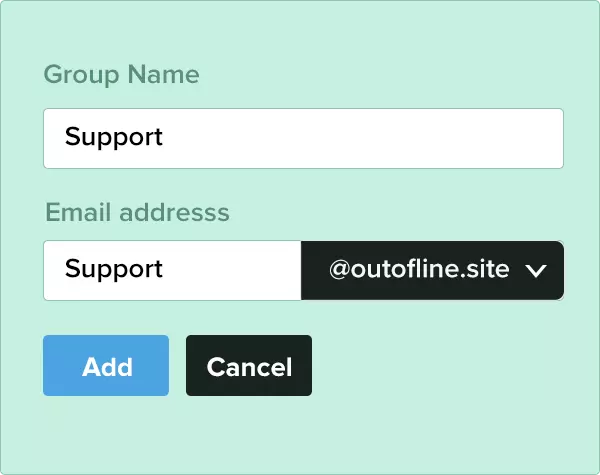 Group Name
Support
Email addresss
Support @outofline.site
Add Cancel